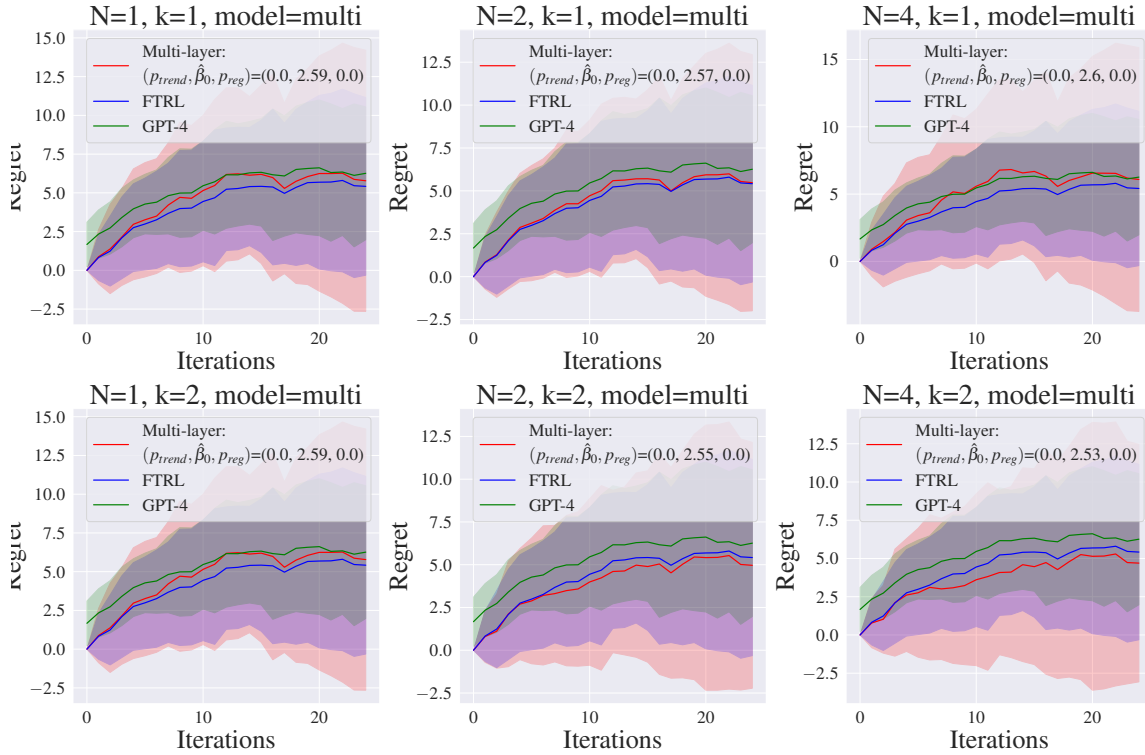 N=1, k=1, model=multi
N=2, k=1, model=multi
N=4, k=1, model=multi
15.0
12.5
10.0
7.5
5.0
2.5
0.0
−2.5
Regret
Multi-layer:
(p_trend, β̂_0, p_reg)=(0.0, 2.59, 0.0)
FTRL
GPT-4
0
10
20
Iterations
12.5
10.0
7.5
5.0
2.5
0.0
−2.5
Regret
Multi-layer:
(p_trend, β̂_0, p_reg)=(0.0, 2.57, 0.0)
FTRL
GPT-4
0
10
20
Iterations
15
10
5
0
Regret
Multi-layer:
(p_trend, β̂_0, p_reg)=(0.0, 2.6, 0.0)
FTRL
GPT-4
0
10
20
Iterations
N=1, k=2, model=multi
N=2, k=2, model=multi
N=4, k=2, model=multi
15.0
12.5
10.0
7.5
5.0
2.5
0.0
−2.5
Regret
Multi-layer:
(p_trend, β̂_0, p_reg)=(0.0, 2.59, 0.0)
FTRL
GPT-4
0
10
20
Iterations
12.5
10.0
7.5
5.0
2.5
0.0
−2.5
Regret
Multi-layer:
(p_trend, β̂_0, p_reg)=(0.0, 2.55, 0.0)
FTRL
GPT-4
0
10
20
Iterations
12.5
10.0
7.5
5.0
2.5
0.0
−2.5
Regret
Multi-layer:
(p_trend, β̂_0, p_reg)=(0.0, 2.53, 0.0)
FTRL
GPT-4
0
10
20
Iterations